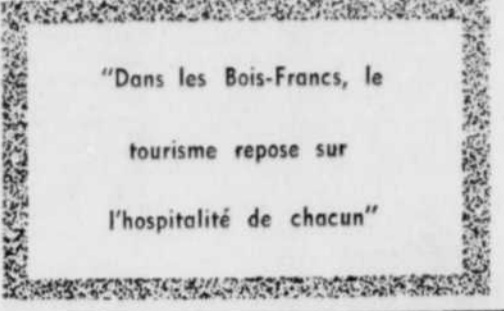 "Dans les Bois-Francs, le
tourisme repose sur
l'hospitalité de chacun"